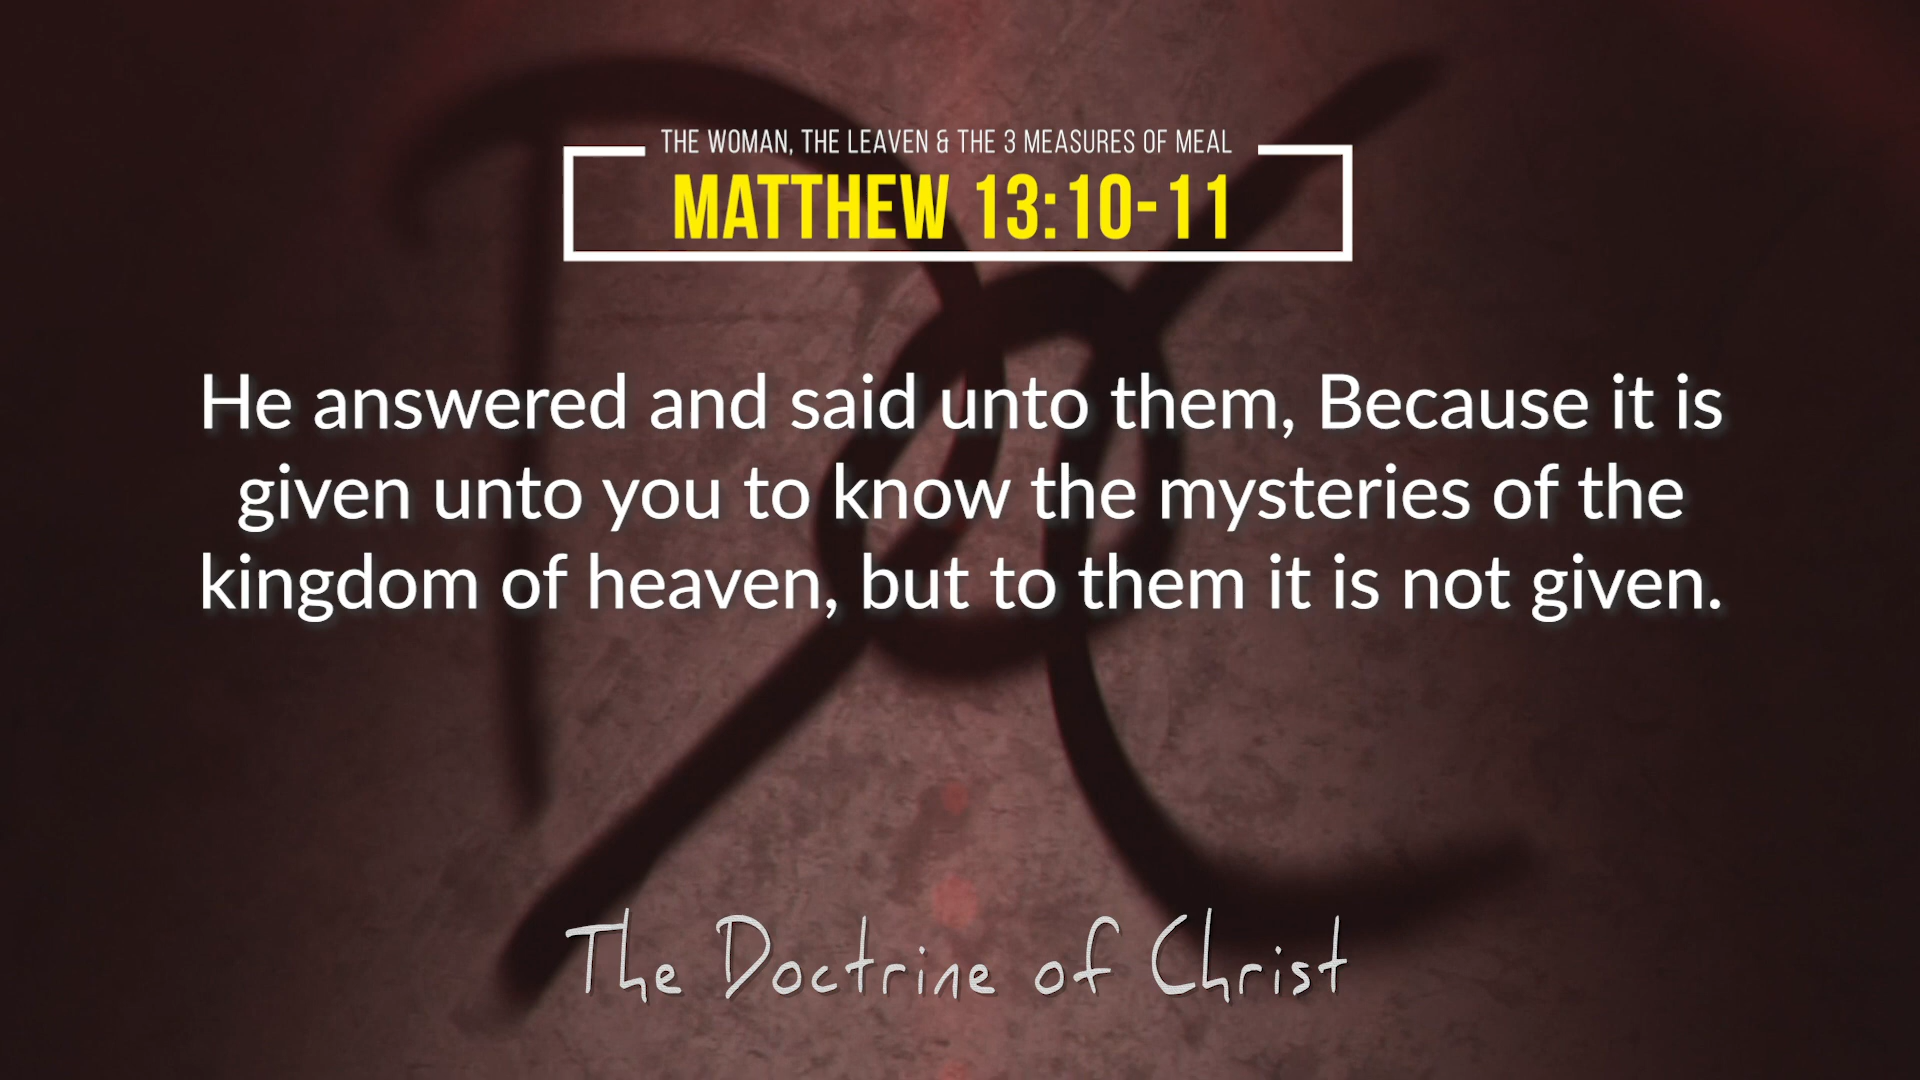 THE WOMAN, THE LEAVEN & THE 3 MEASURES OF MEAL
MATTHEW 13:10-11
He answered and said unto them, Because it is
given unto you to know the mysteries of the
kingdom of heaven, but to them it is not given.
The Doctrine of Christ